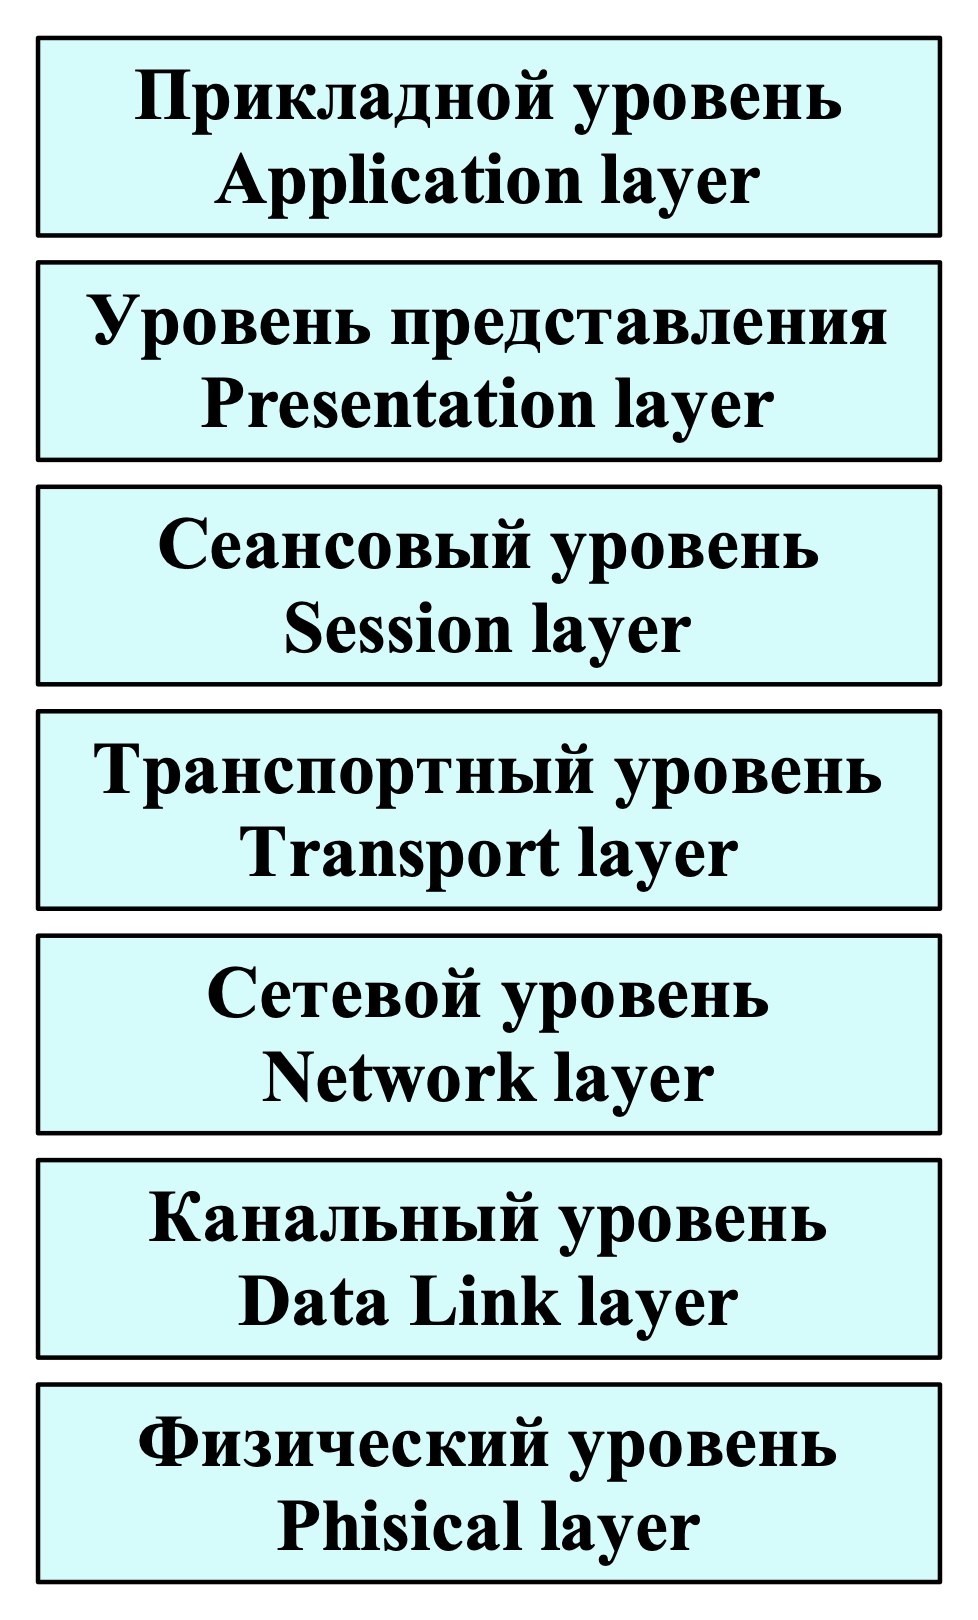 Прикладной уровень
Application layer
Уровень представления
Presentation layer
Сеансовый уровень
Session layer
Транспортный уровень
Transport layer
Сетевой уровень
Network layer
Канальный уровень
Data Link layer
Физический уровень
Phisical layer